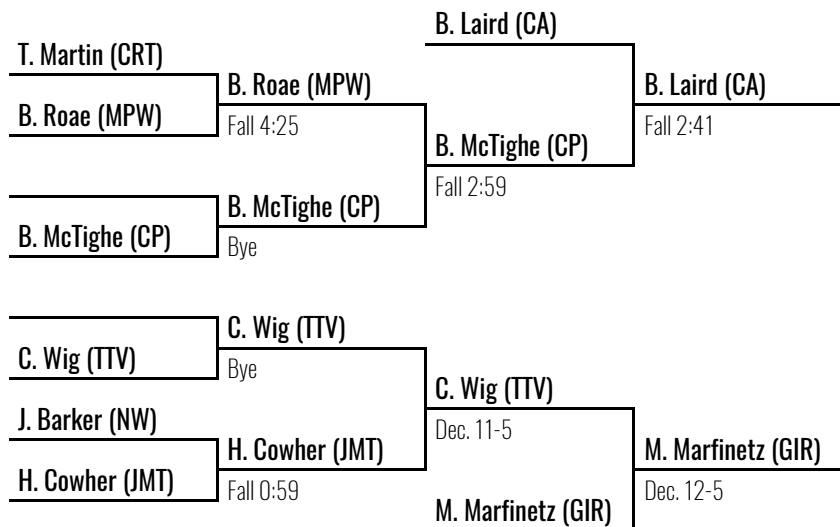 B. Laird (CA)
T. Martin (CRT)
B. Roae (MPW)
B. Laird (CA)
B. Roae (MPW)
Fall 4:25
Fall 2:41
B. McTighe (CP)
Fall 2:59
B. McTighe (CP)
B. McTighe (CP)
Bye
C. Wig (TTV)
C. Wig (TTV)
Bye
C. Wig (TTV)
J. Barker (NW)
Dec. 11-5
H. Cowher (JMT)
M. Marfinetz (GIR)
H. Cowher (JMT)
Fall 0:59
Dec. 12-5
M. Marfinetz (GIR)